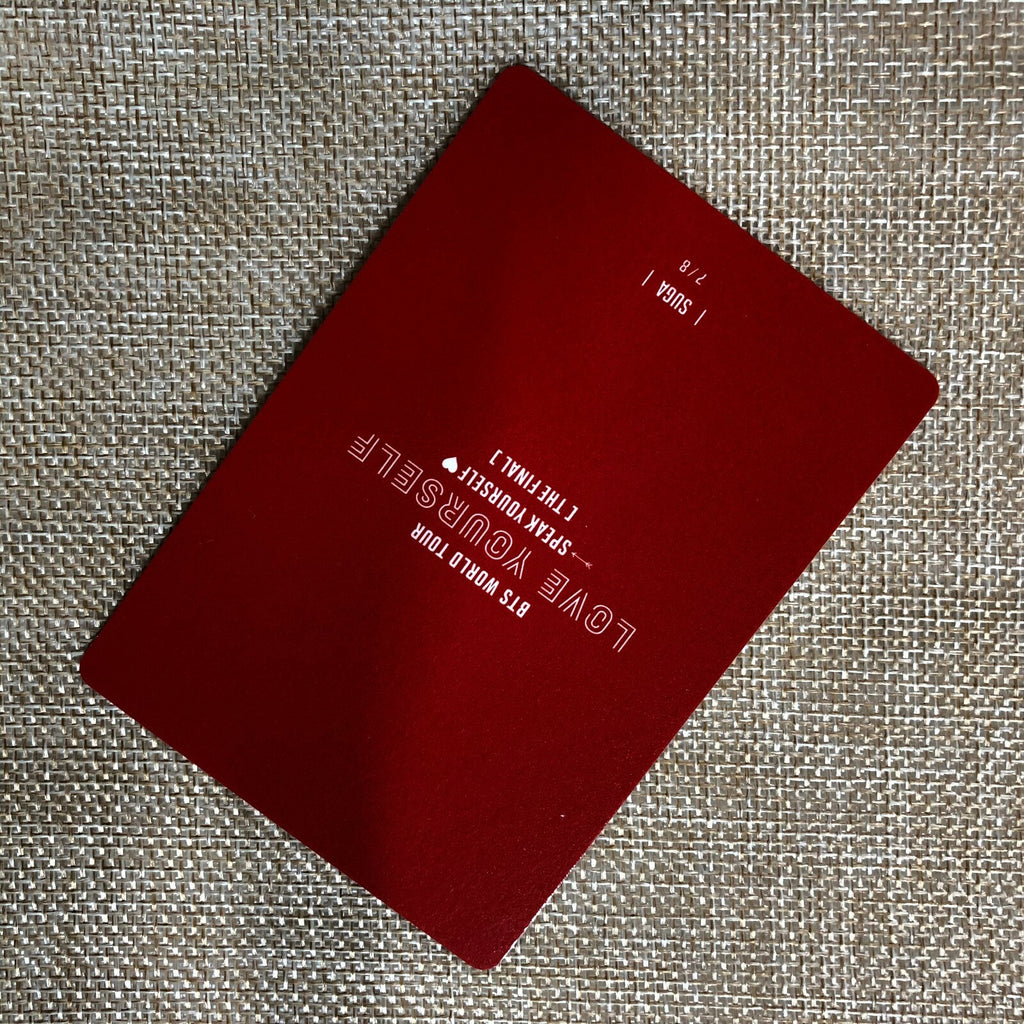 BTS WORLD TOUR
LOVE YOURSELF
SPEAK YOURSELF
[ THE FINAL ]
| SUGA |
7/8